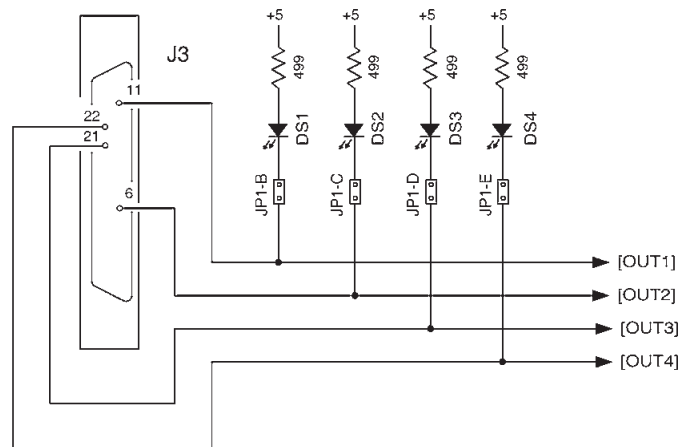 +5 +5 +5 +5
J3
499 499 499 499
11
22
21
DS1 DS2 DS3 DS4
6
JP1-B JP1-C JP1-D JP1-E
[OUT1]
[OUT2]
[OUT3]
[OUT4]